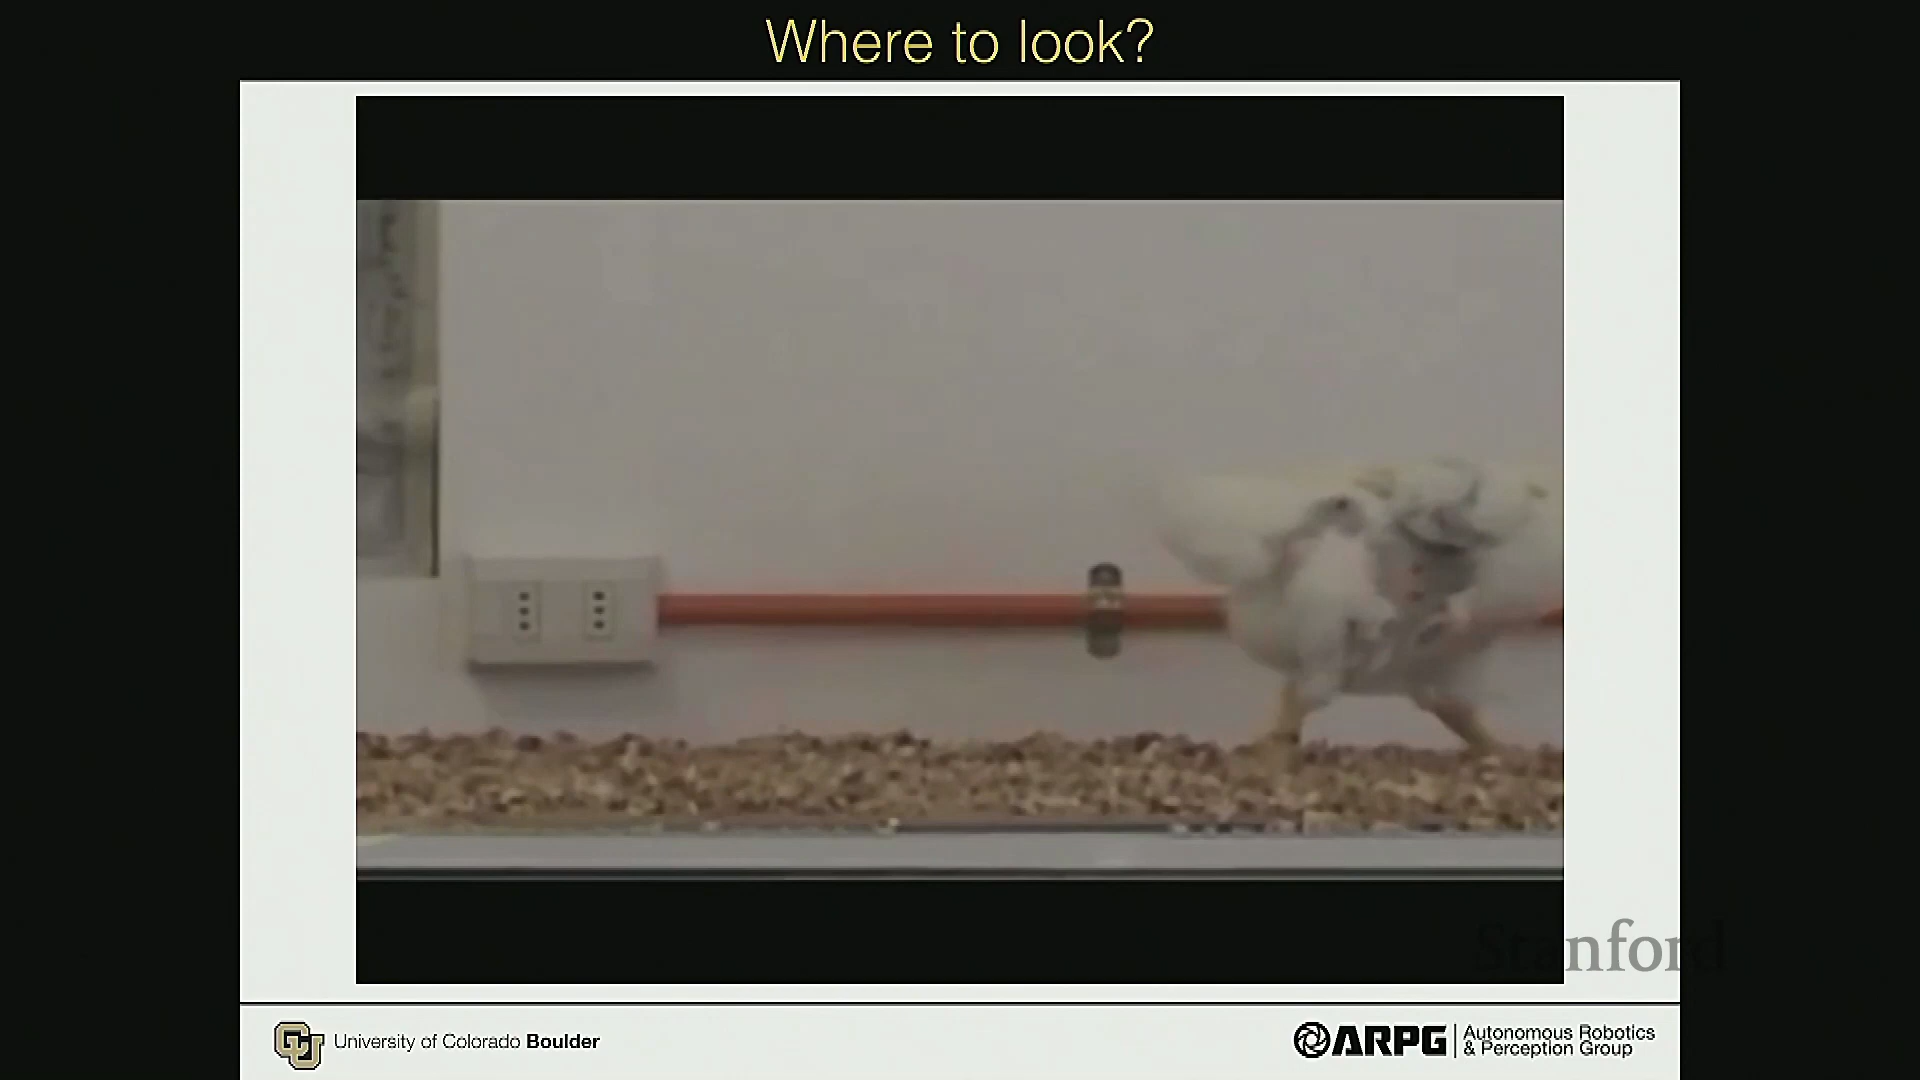 Where to look?
Stanford
University of Colorado Boulder
ARPG
Autonomous Robotics
& Perception Group